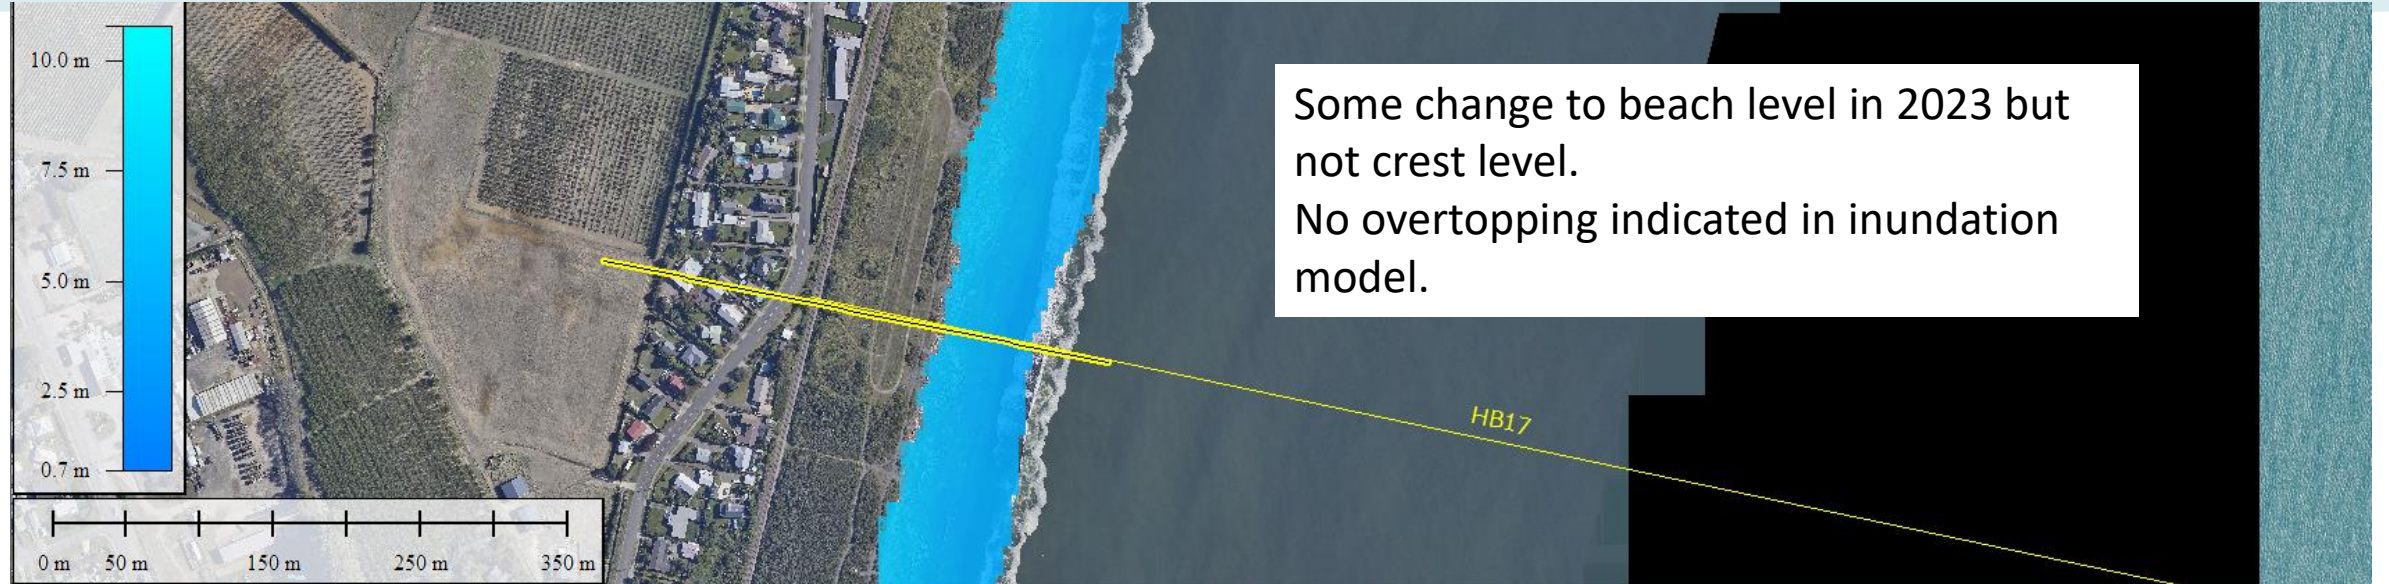 10.0 m
7.5 m
5.0 m
2.5 m
0.7 m
0 m 50 m 150 m 250 m 350 m
Some change to beach level in 2023 but
not crest level.
No overtopping indicated in inundation
model.
HB17